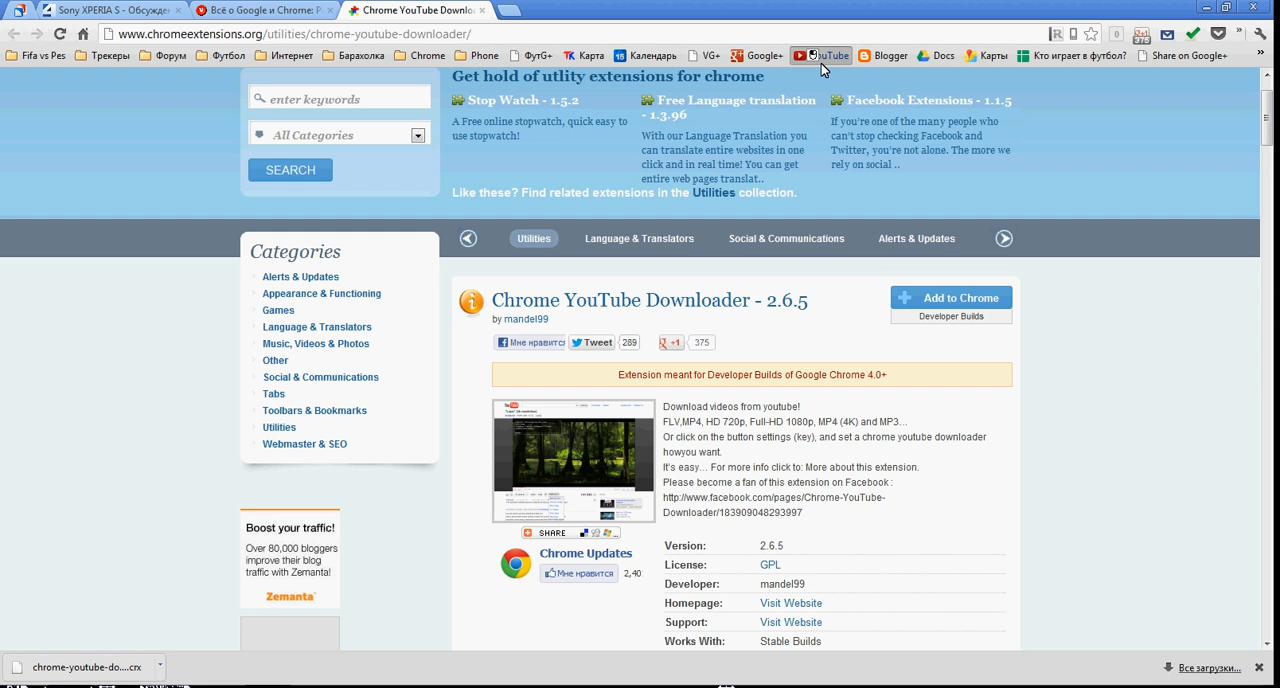 Sony XPERIA S - Обсужден
Всё о Google и Chrome: Р
Chrome YouTube Downlo
www.chromeextensions.org/utilities/chrome-youtube-downloader/
0
+1
375
Fifa vs Pes
Трекеры
Форум
Футбол
Интернет
Барахолка
Chrome
Phone
ФутG+
Карта
Календарь
VG+
Google+
uTube
Blogger
Docs
Карты
Кто играет в футбол?
Share on Google+
Get hold of utlity extensions for chrome
enter keywords
All Categories
SEARCH
Stop Watch - 1.5.2
A Free online stopwatch, quick easy to
use stopwatch!
Free Language translation
- 1.3.96
With our Language Translation you
can translate entire websites in one
click and in real time! You can get
entire web pages translat..
Facebook Extensions - 1.1.5
If you're one of the many people who
can't stop checking Facebook and
Twitter, you're not alone. The more we
rely on social ..
Like these? Find related extensions in the Utilities collection.
Utilities
Language & Translators
Social & Communications
Alerts & Updates
Categories
Alerts & Updates
Appearance & Functioning
Games
Language & Translators
Music, Videos & Photos
Other
Social & Communications
Tabs
Toolbars & Bookmarks
Utilities
Webmaster & SEO
Boost your traffic!
Over 80,000 bloggers
improve their blog
traffic with Zemanta!
Zemanta
Chrome YouTube Downloader - 2.6.5
by mandel99
Add to Chrome
Developer Builds
Мне нравится
Tweet
289
+1
375
Extension meant for Developer Builds of Google Chrome 4.0+
Download videos from youtube!
FLV,MP4, HD 720p, Full-HD 1080p, MP4 (4K) and MP3...
Or click on the button settings (key), and set a chrome youtube downloader
howyou want.
It's easy... For more info click to: More about this extension.
Please become a fan of this extension on Facebook :
http://www.facebook.com/pages/Chrome-YouTube-
Downloader/183909048293997
SHARE
Chrome Updates
Мне нравится
2,40
Version: 2.6.5
License: GPL
Developer: mandel99
Homepage: Visit Website
Support: Visit Website
Works With: Stable Builds
chrome-youtube-do....crx
Все загрузки...